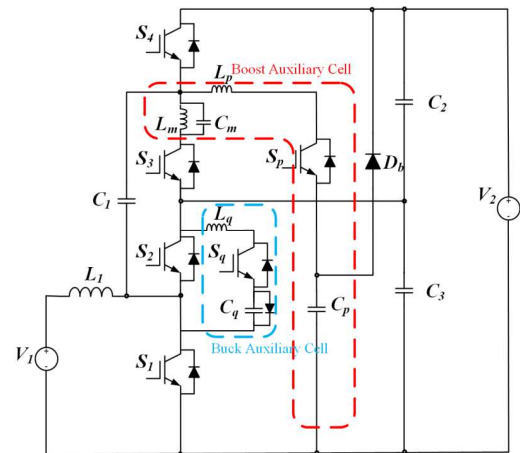 S4
Boost Auxiliary Cell
Lp
Lm
Cm
C2
S3
Sp
Db
V2
C1
Lq
S2
Sq
L1
Cq
Cp
C3
V1
Buck Auxiliary Cell
S1